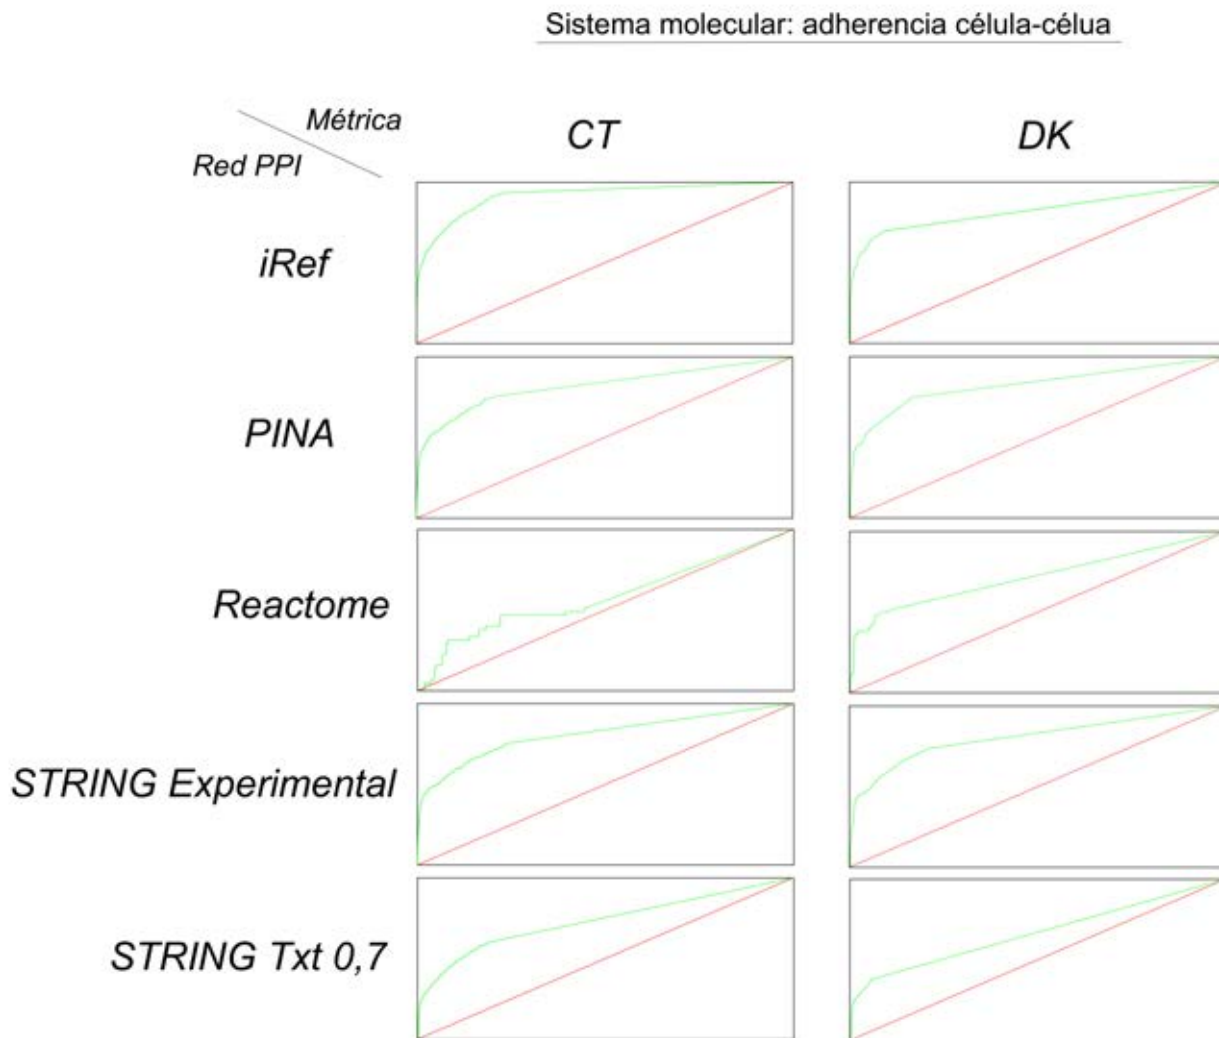 Sistema molecular: adherencia célula-célua
Métrica
CT
DK
Red PPI
iRef
PINA
Reactome
STRING Experimental
STRING Txt 0,7